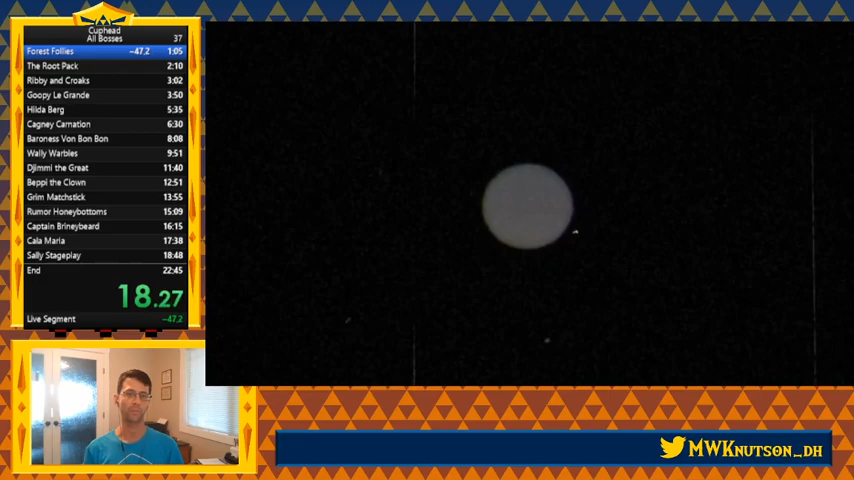 Cuphead
All Bosses 37
Forest Follies -47.2 1:05
The Root Pack 2:10
Ribby and Croaks 3:02
Goopy Le Grande 3:50
Hilda Berg 5:35
Cagney Carnation 6:30
Baroness Von Bon Bon 8:08
Wally Warbles 9:51
Djimmi the Great 11:40
Beppi the Clown 12:51
Grim Matchstick 13:55
Rumor Honeybottoms 15:09
Captain Brineybeard 16:15
Cala Maria 17:38
Sally Stageplay 18:48
End 22:45
18.27
Live Segment -47.2
MWKnutson_dh